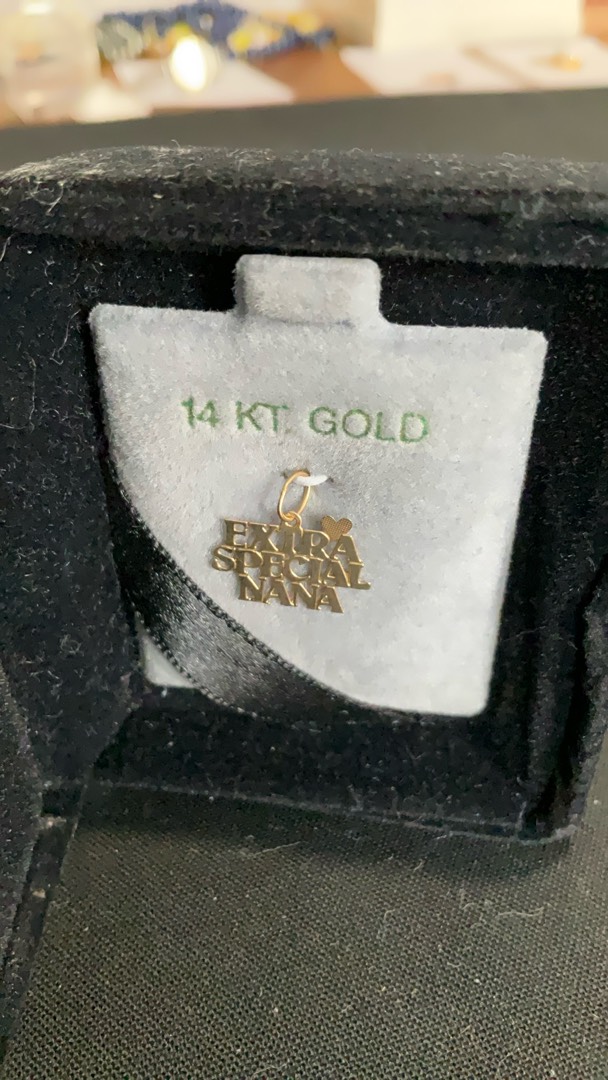 14 KT. GOLD
EXTRA
SPECIAL
NANA